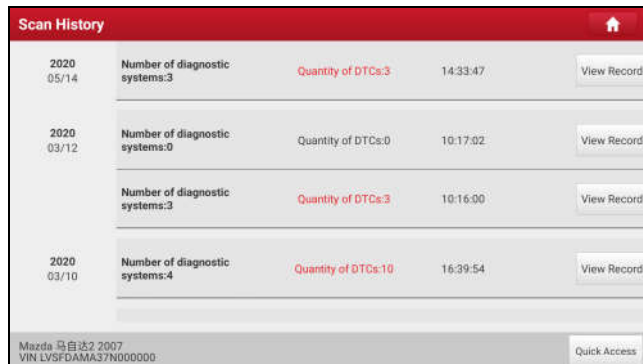 Scan History
2020
05/14
Number of diagnostic
systems:3
Quantity of DTCs:3
14:33:47
View Record
2020
03/12
Number of diagnostic
systems:0
Quantity of DTCs:0
10:17:02
View Record
Number of diagnostic
systems:3
Quantity of DTCs:3
10:16:00
View Record
2020
03/10
Number of diagnostic
systems:4
Quantity of DTCs:10
16:39:54
View Record
Mazda 马自达2 2007
VIN LVSFDAMA37N000000
Quick Access